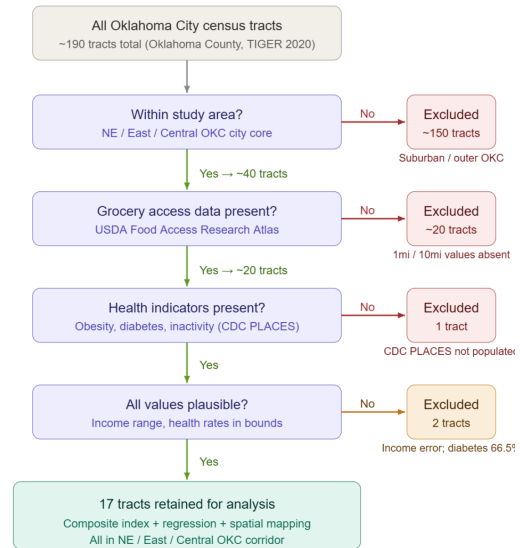 All Oklahoma City census tracts
~190 tracts total (Oklahoma County, TIGER 2020)
Within study area?
NE / East / Central OKC city core
No
Excluded
~150 tracts
Suburban / outer OKC
Yes → ~40 tracts
Grocery access data present?
USDA Food Access Research Atlas
No
Excluded
~20 tracts
1mi / 10mi values absent
Yes → ~20 tracts
Health indicators present?
Obesity, diabetes, inactivity (CDC PLACES)
No
Excluded
1 tract
CDC PLACES not populated
Yes
All values plausible?
Income range, health rates in bounds
No
Excluded
2 tracts
Income error; diabetes 66.5%
Yes
17 tracts retained for analysis
Composite index + regression + spatial mapping
All in NE / East / Central OKC corridor